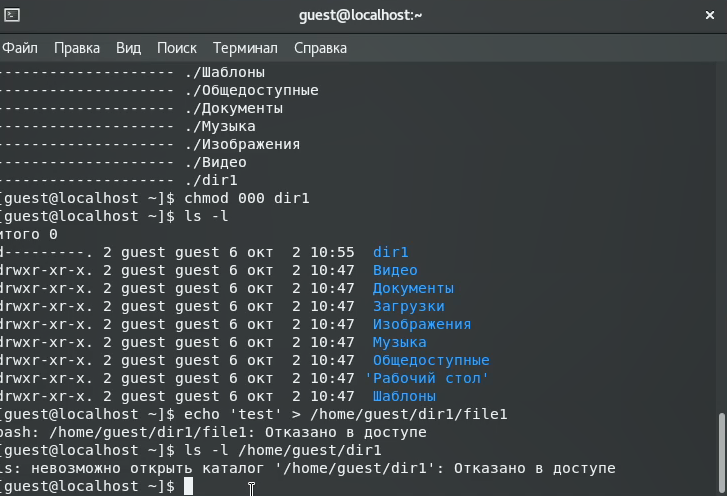 guest@localhost:~
Файл Правка Вид Поиск Терминал Справка
------------------- ./Шаблоны
------------------- ./Общедоступные
------------------- ./Документы
------------------- ./Музыка
------------------- ./Изображения
------------------- ./Видео
------------------- ./dir1
[guest@localhost ~]$ chmod 000 dir1
[guest@localhost ~]$ ls -l
итого 0
d---------. 2 guest guest 6 окт  2 10:55  dir1
drwxr-xr-x. 2 guest guest 6 окт  2 10:47  Видео
drwxr-xr-x. 2 guest guest 6 окт  2 10:47  Документы
drwxr-xr-x. 2 guest guest 6 окт  2 10:47  Загрузки
drwxr-xr-x. 2 guest guest 6 окт  2 10:47  Изображения
drwxr-xr-x. 2 guest guest 6 окт  2 10:47  Музыка
drwxr-xr-x. 2 guest guest 6 окт  2 10:47  Общедоступные
drwxr-xr-x. 2 guest guest 6 окт  2 10:47 'Рабочий стол'
drwxr-xr-x. 2 guest guest 6 окт  2 10:47  Шаблоны
[guest@localhost ~]$ echo 'test' > /home/guest/dir1/file1
bash: /home/guest/dir1/file1: Отказано в доступе
[guest@localhost ~]$ ls -l /home/guest/dir1
ls: невозможно открыть каталог '/home/guest/dir1': Отказано в доступе
[guest@localhost ~]$